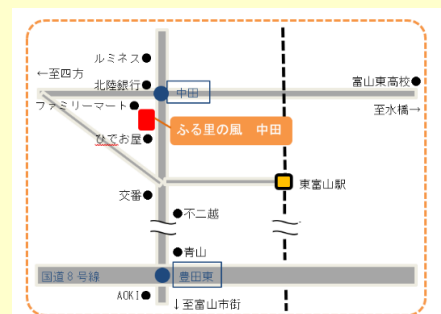 ルミネス
←至四方
北陸銀行
中田
富山東高校
ファミリーマート
至水橋→
ふる里の風 中田
ひでお屋
東富山駅
交番
不二越
青山
国道8号線
豊田東
AOKI
↓至富山市街